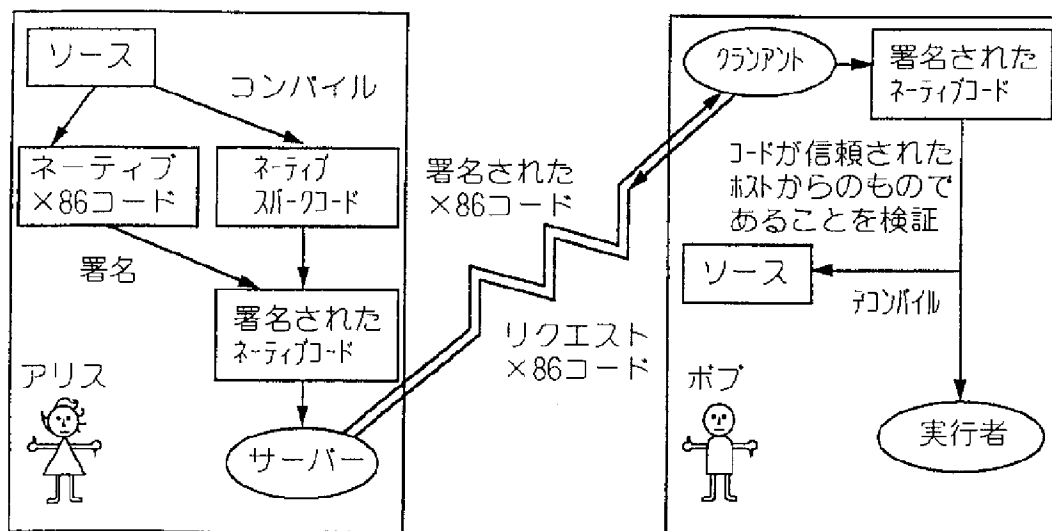 ソース
コンパイル
ネーティブ
×86コード
ネーティブ
スパークコード
署名
署名された
ネーティブコード
アリス
サーバー
署名された
×86コード
リクエスト
×86コード
クランアント
署名された
ネーティブコード
コードが信頼された
ホストからのもので
あることを検証
ソース
デコンパイル
ボブ
実行者